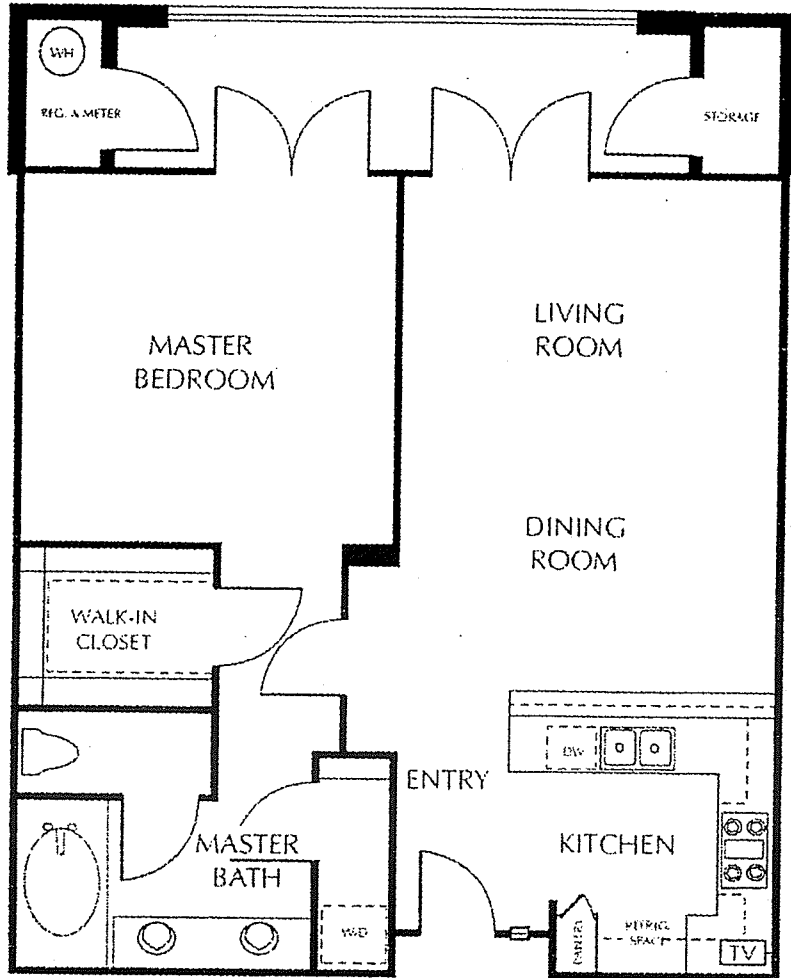 WH
REG. & METER
STORAGE
MASTER
BEDROOM
LIVING
ROOM
DINING
ROOM
WALK-IN
CLOSET
DW
ENTRY
KITCHEN
MASTER
BATH
W/D
PANTRY
REFRIG.
SPACE
TV